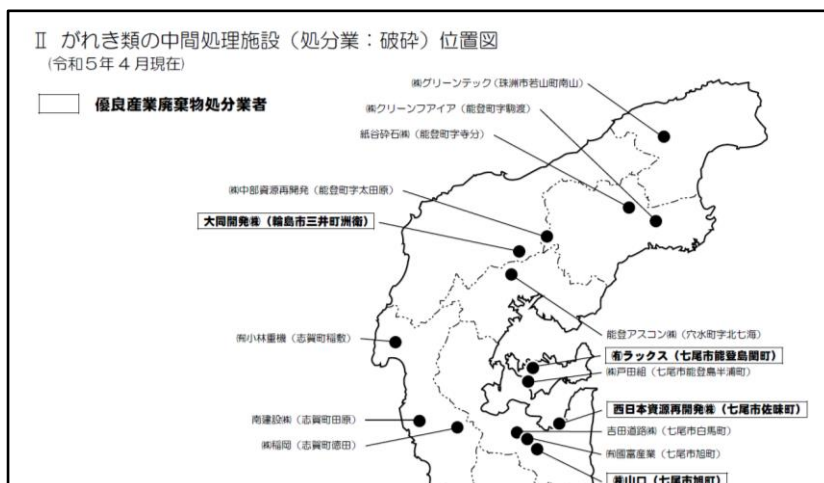 Ⅱ がれき類の中間処理施設(処分業:破砕)位置図
(令和5年4月現在)
優良産業廃棄物処分業者
㈱グリーンテック(珠洲市若山町南山)
㈱クリーンフアイア(能登町字駒渡)
紙谷砕石㈱(能登町字寺分)
㈱中部資源再開発(能登町字太田原)
大同開発㈱(輪島市三井町洲衛)
能登アスコン㈱(穴水町字北七海)
㈲小林重機(志賀町稲敷)
㈲ラックス(七尾市能登島閨町)
㈱戸田組(七尾市能登島半浦町)
西日本資源再開発㈱(七尾市佐味町)
南建設㈱(志賀町田原)
吉田道路㈱(七尾市白馬町)
㈱稲岡(志賀町徳田)
㈲國富産業(七尾市旭町)
㈱山口(七尾市旭町)